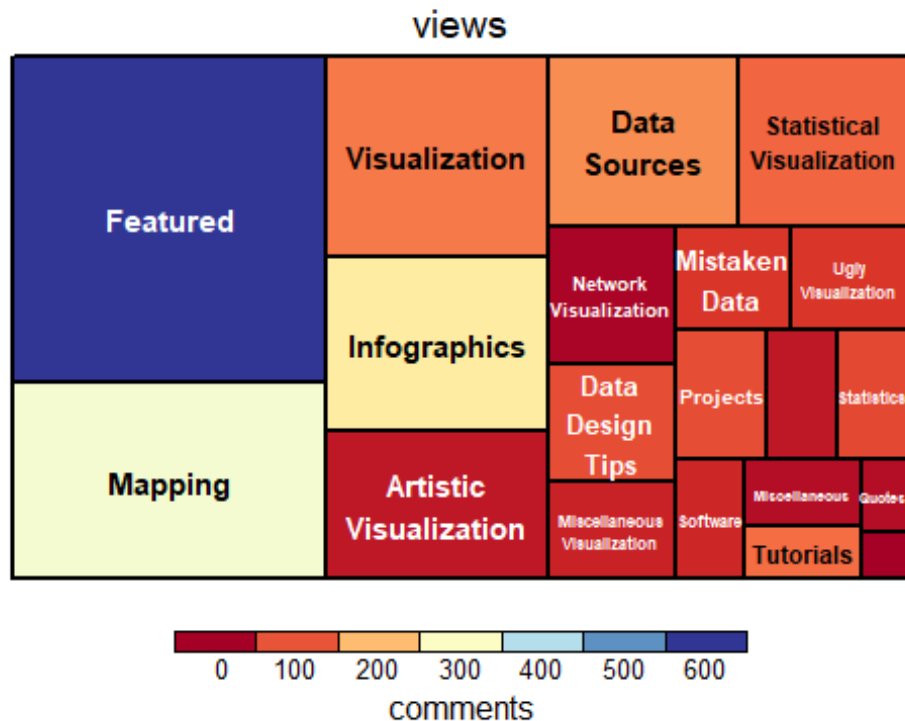 views
Featured
Mapping
Visualization
Infographics
Artistic
Visualization
Data
Sources
Statistical
Visualization
Network
Visualization
Data
Design
Tips
Miscellaneous
Visualization
Mistaken
Data
Ugly
Visualization
Projects
Statistics
Software
Miscellaneous
Quotes
Tutorials
0 100 200 300 400 500 600
comments